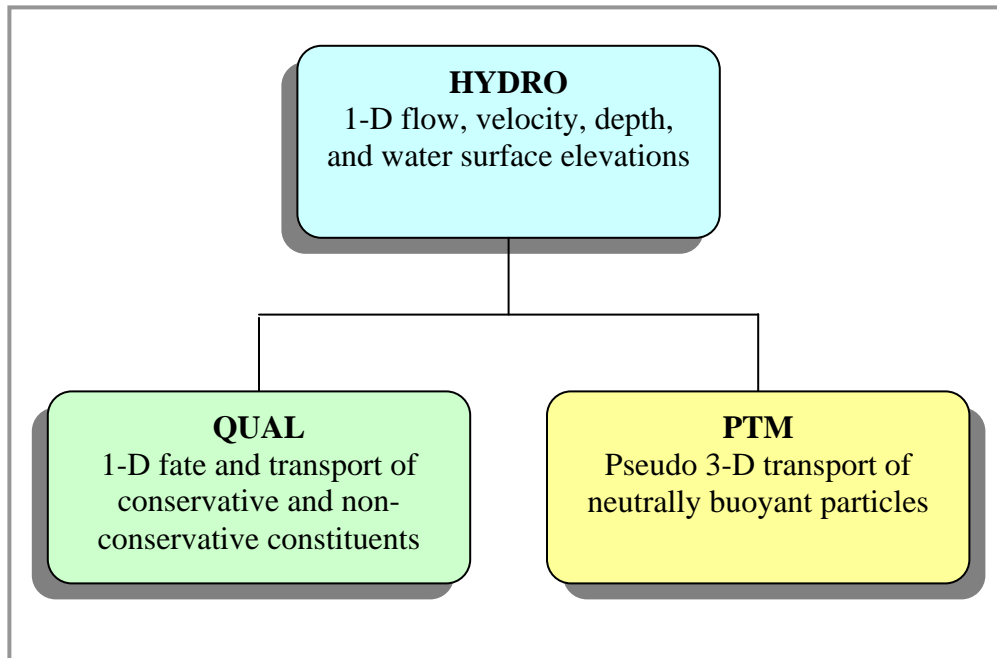 HYDRO
1-D flow, velocity, depth,
and water surface elevations
QUAL
1-D fate and transport of
conservative and non-
conservative constituents
PTM
Pseudo 3-D transport of
neutrally buoyant particles